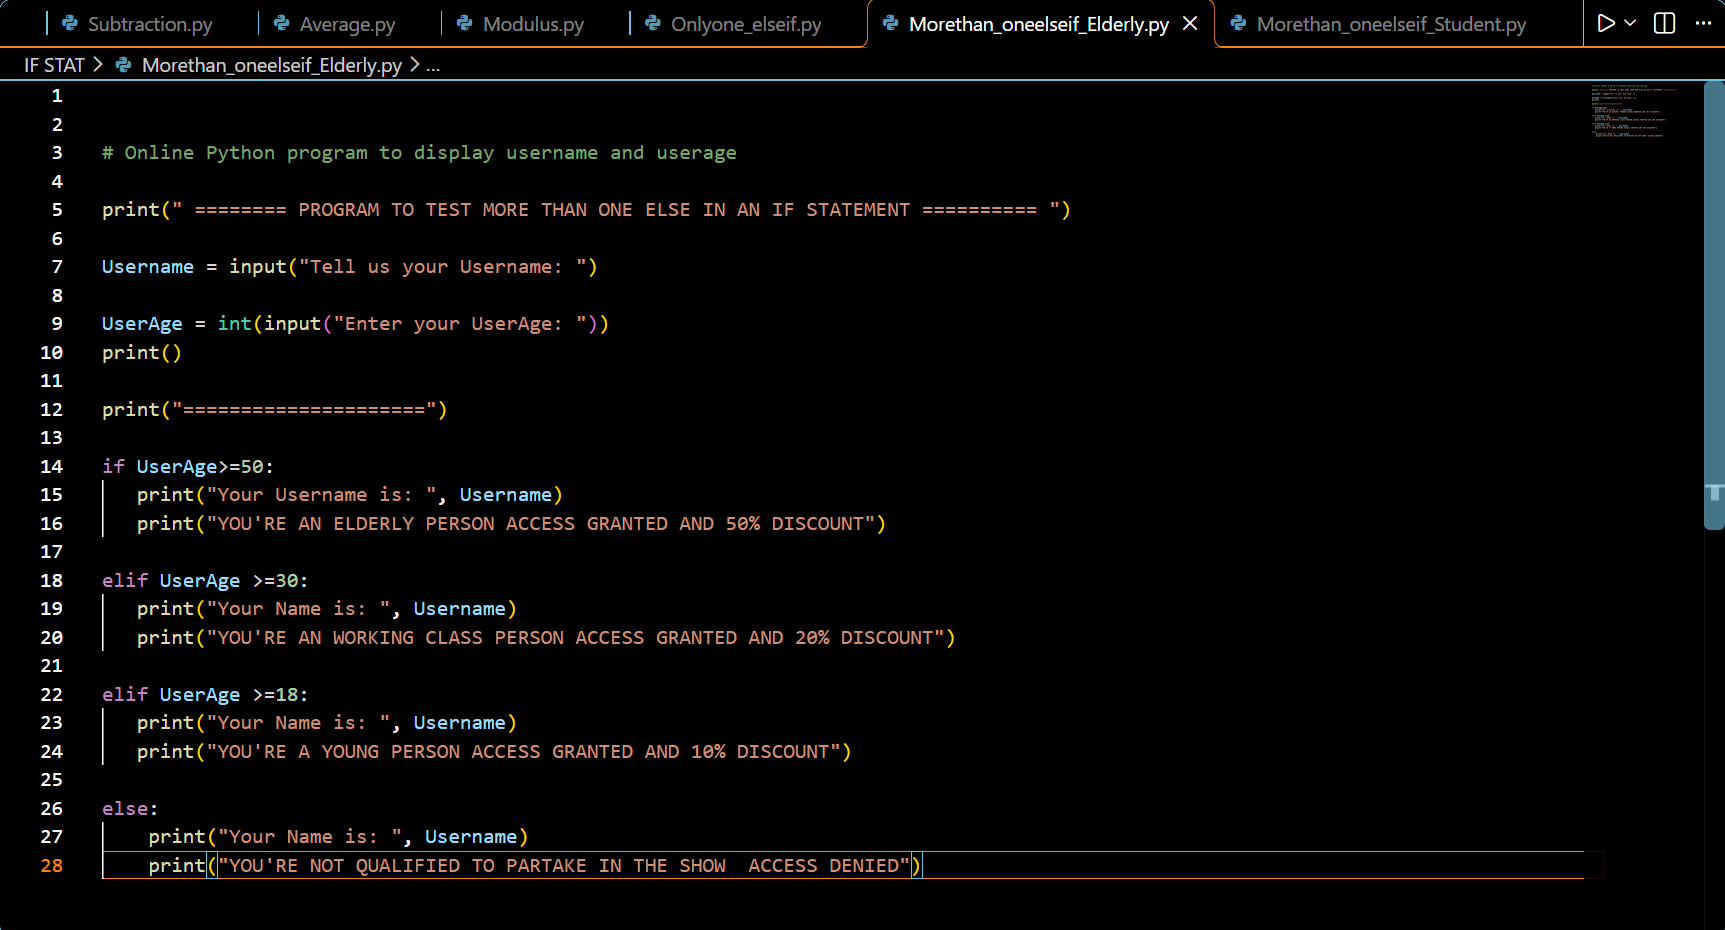 Subtraction.py Average.py Modulus.py Onlyone_elseif.py Morethan_oneelseif_Elderly.py Morethan_oneelseif_Student.py
IF STAT > Morethan_oneelseif_Elderly.py > ...
1
2
3 # Online Python program to display username and userage
4
5 print(" ======== PROGRAM TO TEST MORE THAN ONE ELSE IN AN IF STATEMENT ========== ")
6
7 Username = input("Tell us your Username: ")
8
9 UserAge = int(input("Enter your UserAge: "))
10 print()
11
12 print("=====================")
13
14 if UserAge>=50:
15 print("Your Username is: ", Username)
16 print("YOU'RE AN ELDERLY PERSON ACCESS GRANTED AND 50% DISCOUNT")
17
18 elif UserAge >=30:
19 print("Your Name is: ", Username)
20 print("YOU'RE AN WORKING CLASS PERSON ACCESS GRANTED AND 20% DISCOUNT")
21
22 elif UserAge >=18:
23 print("Your Name is: ", Username)
24 print("YOU'RE A YOUNG PERSON ACCESS GRANTED AND 10% DISCOUNT")
25
26 else:
27 print("Your Name is: ", Username)
28 print("YOU'RE NOT QUALIFIED TO PARTAKE IN THE SHOW  ACCESS DENIED")